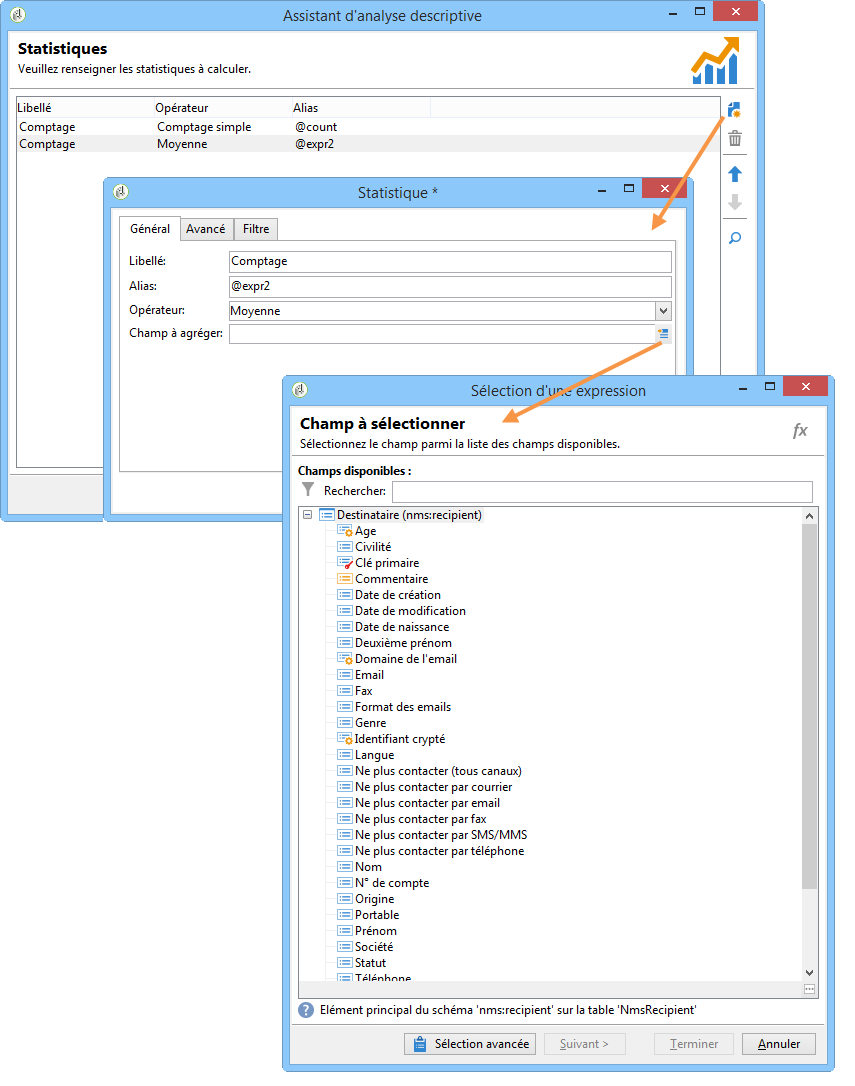 Assistant d'analyse descriptive
Statistiques
Veuillez renseigner les statistiques à calculer.
Libellé Opérateur Alias
Comptage Comptage simple @count
Comptage Moyenne @expr2
Statistique *
Général Avancé Filtre
Libellé: Comptage
Alias: @expr2
Opérateur: Moyenne
Champ à agréger:
Sélection d'une expression
Champ à sélectionner
Sélectionnez le champ parmi la liste des champs disponibles.
fx
Champs disponibles :
Rechercher:
Destinataire (nms:recipient)
Age
Civilité
Clé primaire
Commentaire
Date de création
Date de modification
Date de naissance
Deuxième prénom
Domaine de l'email
Email
Fax
Format des emails
Genre
Identifiant crypté
Langue
Ne plus contacter (tous canaux)
Ne plus contacter par courrier
Ne plus contacter par email
Ne plus contacter par fax
Ne plus contacter par SMS/MMS
Ne plus contacter par téléphone
Nom
N° de compte
Origine
Portable
Prénom
Société
Statut
Téléphone
Elément principal du schéma 'nms:recipient' sur la table 'NmsRecipient'
Sélection avancée Suivant > Terminer Annuler